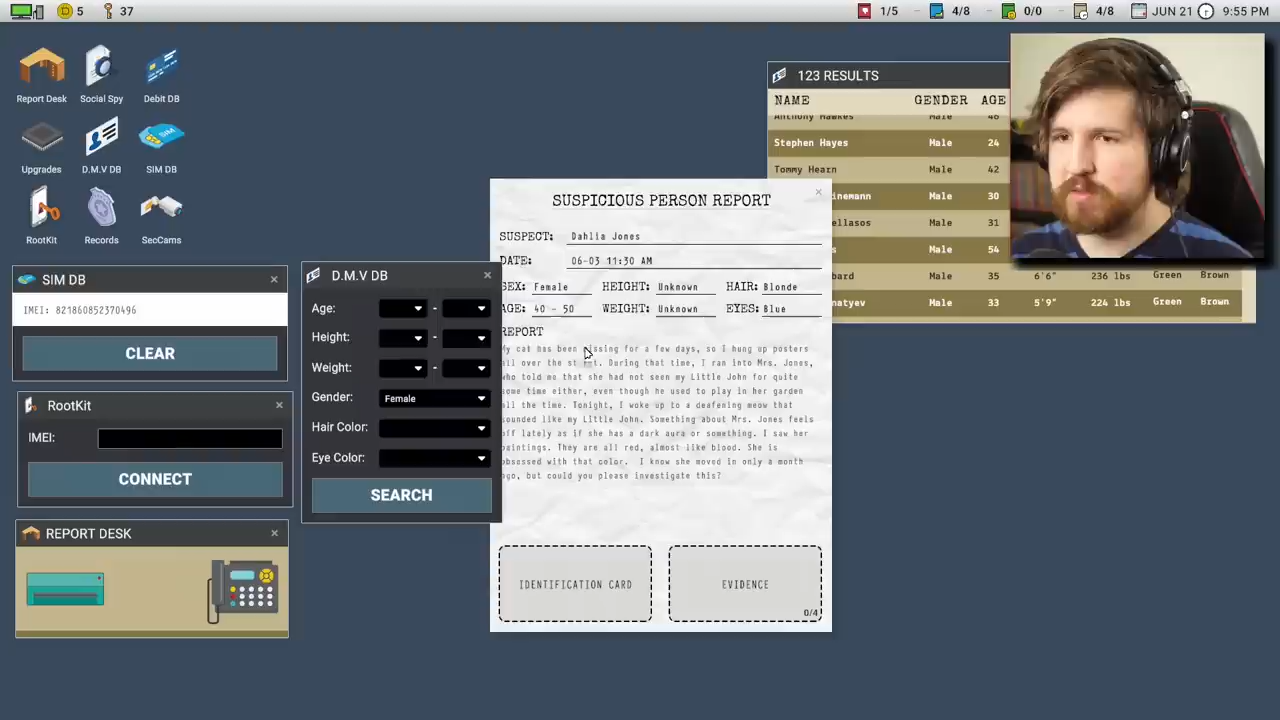 5 37 1/5 - 4/8 - 0/0 - 4/8 JUN 21 9:55 PM
Report Desk Social Spy Debit DB
Upgrades D.M.V DB SIM DB
RootKit Records SecCams
123 RESULTS
NAME GENDER AGE
Anthony Hawkes Male 46
Stephen Hayes Male 24
Tommy Hearn Male 42
Male 30
Male 31
Male 54
Male 35 6'6" 236 lbs Green Brown
Male 33 5'9" 224 lbs Green Brown
SUSPICIOUS PERSON REPORT
SUSPECT: Dahlia Jones
DATE: 06-03 11:30 AM
SEX: Female HEIGHT: Unknown HAIR: Blonde
AGE: 40 - 50 WEIGHT: Unknown EYES: Blue
REPORT
My cat has been missing for a few days, so I hung up posters
all over the During that time, I ran into Mrs. Jones,
who told me that she had not seen my Little John for quite
some time either, even though he used to play in her garden
all the time. Tonight, I woke up to a deafening meow that
sounded like my Little John. Something about Mrs. Jones feels
off lately as if she has a dark aura or something. I saw her
paintings. They are all red, almost like blood. She is
obsessed with that color. I know she moved in only a month
ago, but could you please investigate this?
IDENTIFICATION CARD
EVIDENCE
0/4
SIM DB
IMEI: 821860852370496
CLEAR
RootKit
IMEI:
CONNECT
REPORT DESK
D.M.V DB
Age: -
Height: -
Weight: -
Gender: Female
Hair Color:
Eye Color:
SEARCH